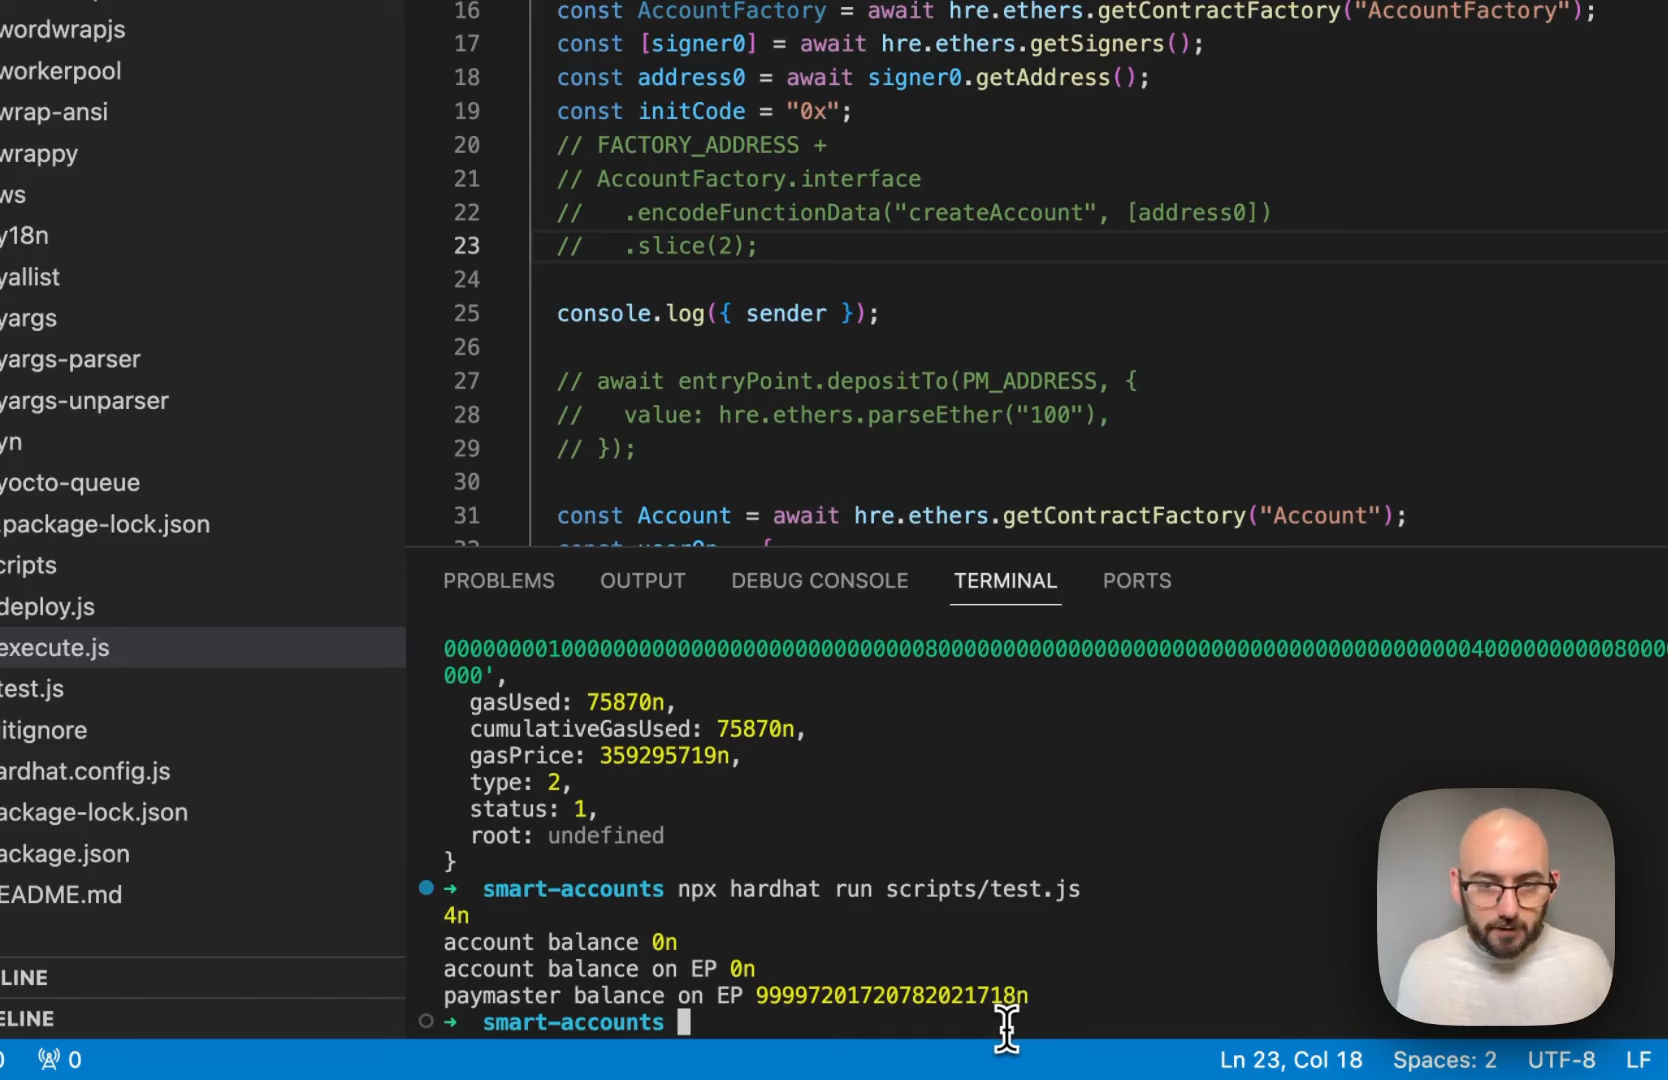 wordwrapjs
workerpool
wrap-ansi
wrappy
ws
y18n
yallist
yargs
yargs-parser
yargs-unparser
yn
yocto-queue
.package-lock.json
cripts
deploy.js
execute.js
test.js
itignore
ardhat.config.js
ackage-lock.json
ackage.json
EADME.md
LINE
ELINE
16 const AccountFactory = await hre.ethers.getContractFactory("AccountFactory");
17 const [signer0] = await hre.ethers.getSigners();
18 const address0 = await signer0.getAddress();
19 const initCode = "0x";
20 // FACTORY_ADDRESS +
21 // AccountFactory.interface
22 //   .encodeFunctionData("createAccount", [address0])
23 //   .slice(2);
24
25 console.log({ sender });
26
27 // await entryPoint.depositTo(PM_ADDRESS, {
28 //   value: hre.ethers.parseEther("100"),
29 // });
30
31 const Account = await hre.ethers.getContractFactory("Account");
PROBLEMS OUTPUT DEBUG CONSOLE TERMINAL PORTS
000',
gasUsed: 75870n,
cumulativeGasUsed: 75870n,
gasPrice: 359295719n,
type: 2,
status: 1,
root: undefined
}
➜ smart-accounts npx hardhat run scripts/test.js
4n
account balance 0n
account balance on EP 0n
paymaster balance on EP 99997201720782021718n
➜ smart-accounts
0 Ln 23, Col 18 Spaces: 2 UTF-8 LF